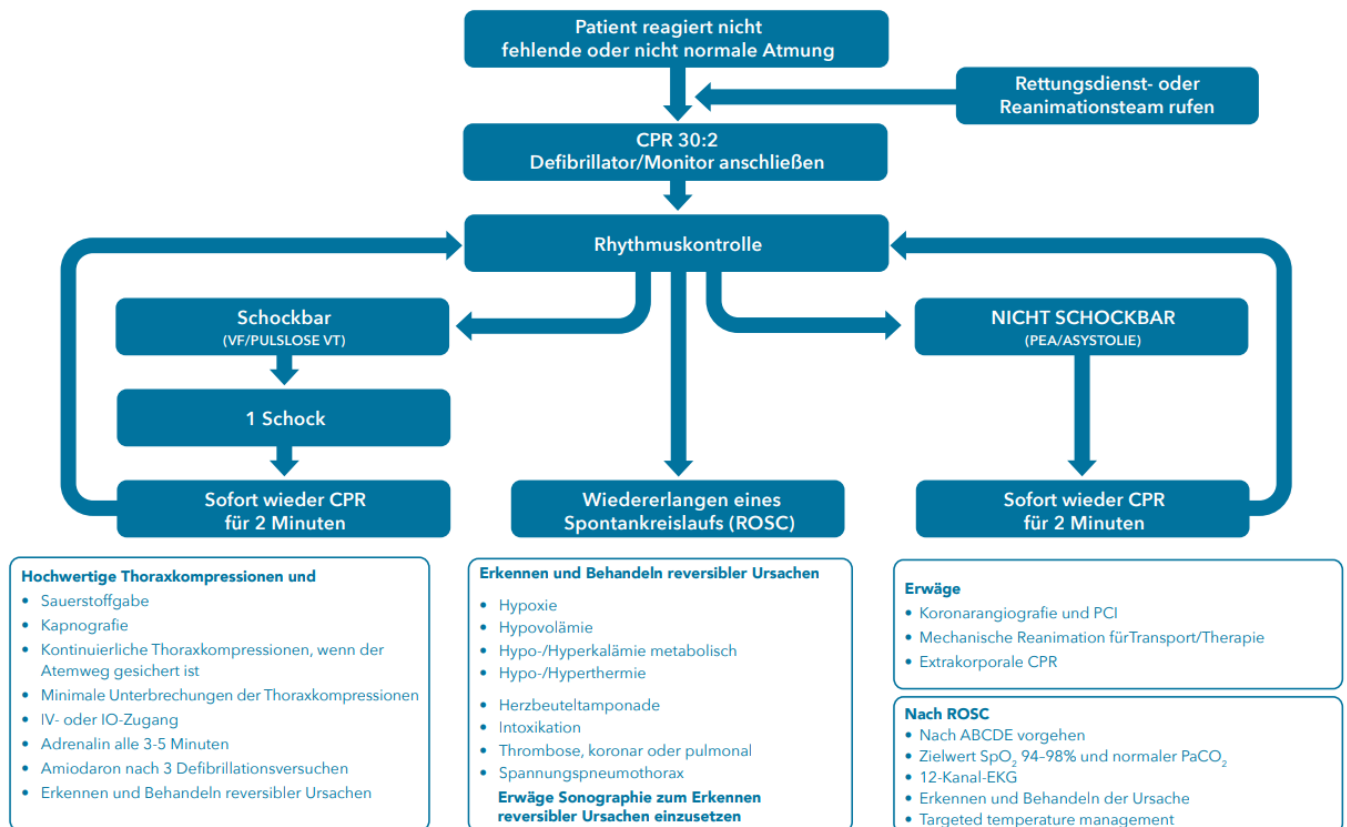 Patient reagiert nicht
fehlende oder nicht normale Atmung
Rettungsdienst- oder
Reanimationsteam rufen
CPR 30:2
Defibrillator/Monitor anschließen
Rhythmuskontrolle
Schockbar
(VF/PULSLOSE VT)
NICHT SCHOCKBAR
(PEA/ASYSTOLIE)
1 Schock
Sofort wieder CPR
für 2 Minuten
Wiedererlangen eines
Spontankreislaufs (ROSC)
Sofort wieder CPR
für 2 Minuten
Hochwertige Thoraxkompressionen und
• Sauerstoffgabe
• Kapnografie
• Kontinuierliche Thoraxkompressionen, wenn der
Atemweg gesichert ist
• Minimale Unterbrechungen der Thoraxkompressionen
• IV- oder IO-Zugang
• Adrenalin alle 3-5 Minuten
• Amiodaron nach 3 Defibrillationsversuchen
• Erkennen und Behandeln reversibler Ursachen
Erkennen und Behandeln reversibler Ursachen
• Hypoxie
• Hypovolämie
• Hypo-/Hyperkalämie metabolisch
• Hypo-/Hyperthermie
• Herzbeuteltamponade
• Intoxikation
• Thrombose, koronar oder pulmonal
• Spannungspneumothorax
Erwäge Sonographie zum Erkennen
reversibler Ursachen einzusetzen
Erwäge
• Koronarangiografie und PCI
• Mechanische Reanimation fürTransport/Therapie
• Extrakorporale CPR
Nach ROSC
• Nach ABCDE vorgehen
• Zielwert SpO₂ 94–98% und normaler PaCO₂
• 12-Kanal-EKG
• Erkennen und Behandeln der Ursache
• Targeted temperature management